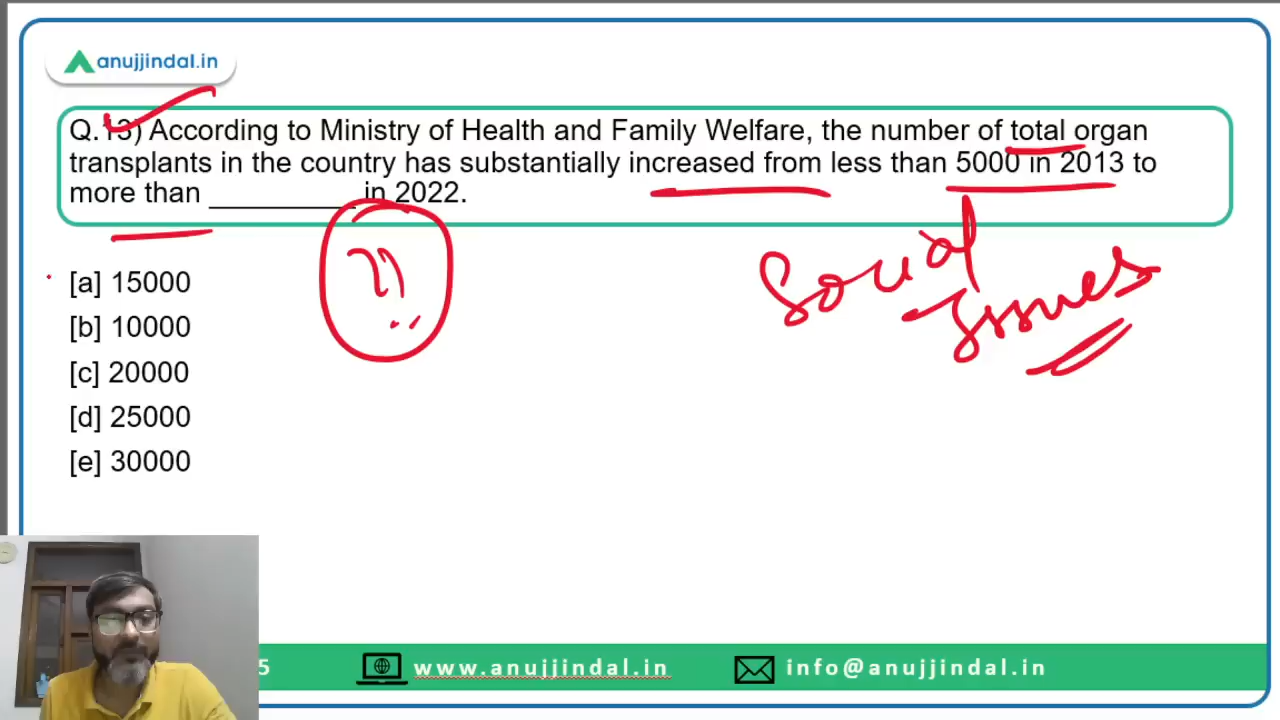 anujjindal.in
Q.13) According to Ministry of Health and Family Welfare, the number of total organ
transplants in the country has substantially increased from less than 5000 in 2013 to
more than __________ in 2022.
??
Social
Issues
[a] 15000
[b] 10000
[c] 20000
[d] 25000
[e] 30000
5 www.anujjindal.in info@anujjindal.in